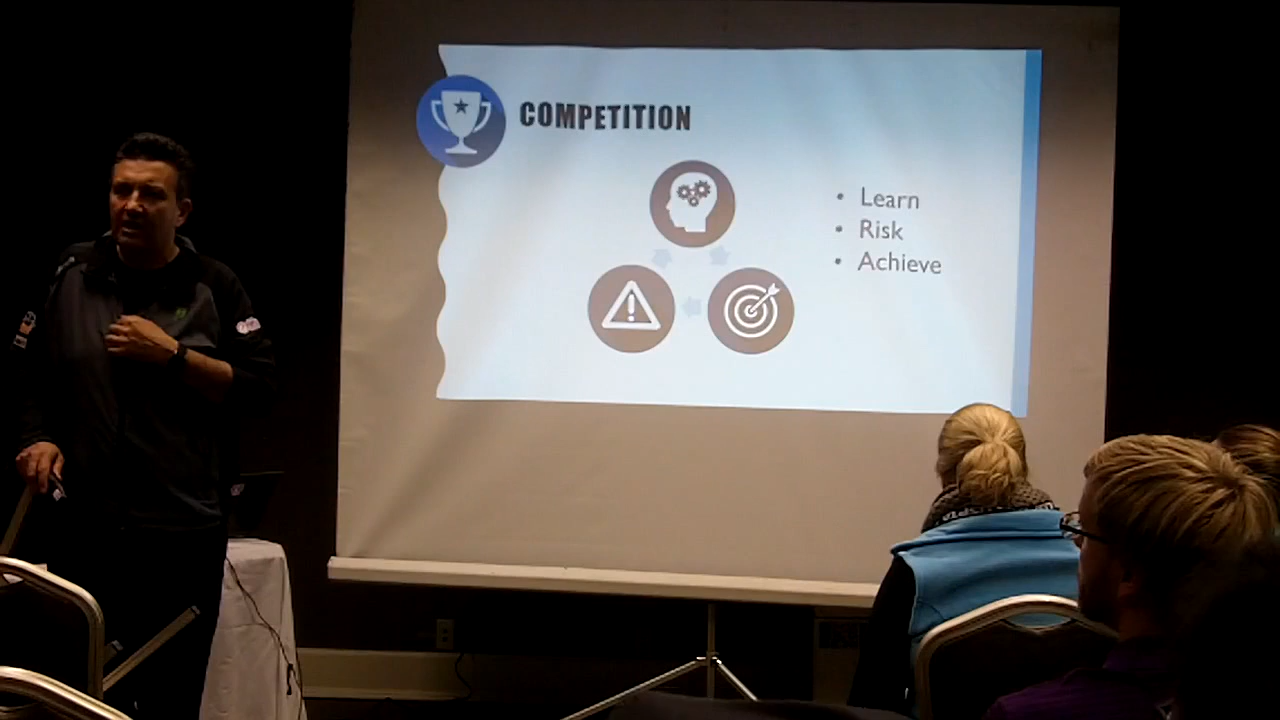 COMPETITION
• Learn
• Risk
• Achieve